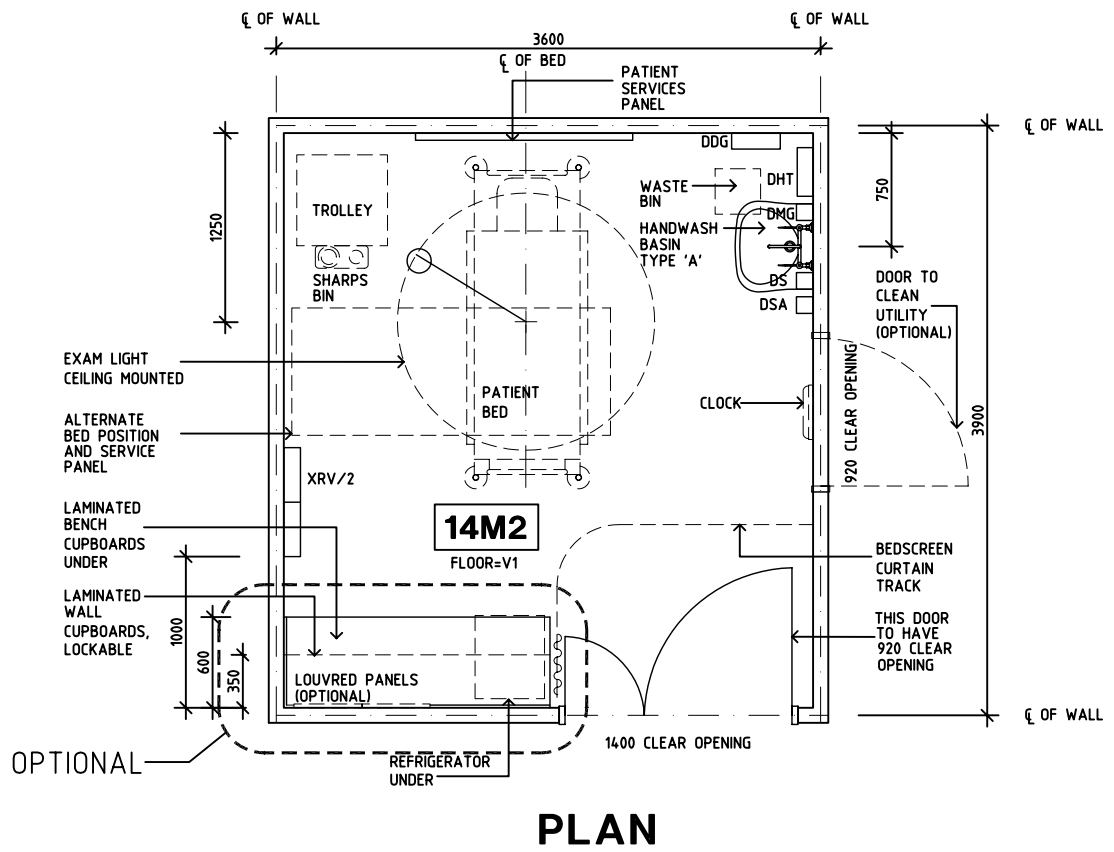 ℄ OF WALL
℄ OF WALL
3600
℄ OF BED
PATIENT
SERVICES
PANEL
℄ OF WALL
DDG
DHT
WASTE
BIN
DMG
750
TROLLEY
1250
HANDWASH
BASIN
TYPE 'A'
SHARPS
BIN
DS
DSA
DOOR TO
CLEAN
UTILITY
(OPTIONAL)
EXAM LIGHT
CEILING MOUNTED
PATIENT
BED
CLOCK
920 CLEAR OPENING
3900
ALTERNATE
BED POSITION
AND SERVICE
PANEL
XRV/2
LAMINATED
BENCH
CUPBOARDS
UNDER
14M2
FLOOR=V1
BEDSCREEN
CURTAIN
TRACK
LAMINATED
WALL
CUPBOARDS,
LOCKABLE
1000
600
350
THIS DOOR
TO HAVE
920 CLEAR
OPENING
LOUVRED PANELS
(OPTIONAL)
℄ OF WALL
1400 CLEAR OPENING
OPTIONAL
REFRIGERATOR
UNDER
PLAN